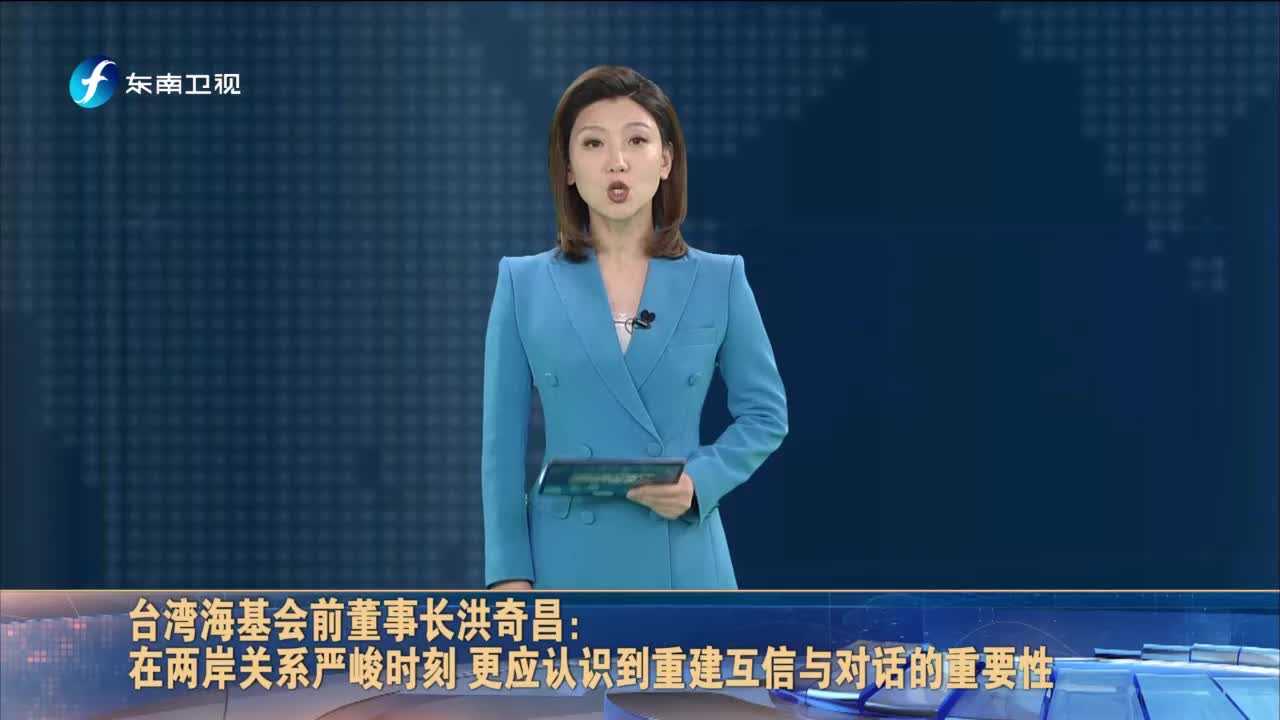 东南卫视
台湾海基会前董事长洪奇昌：
在两岸关系严峻时刻 更应认识到重建互信与对话的重要性